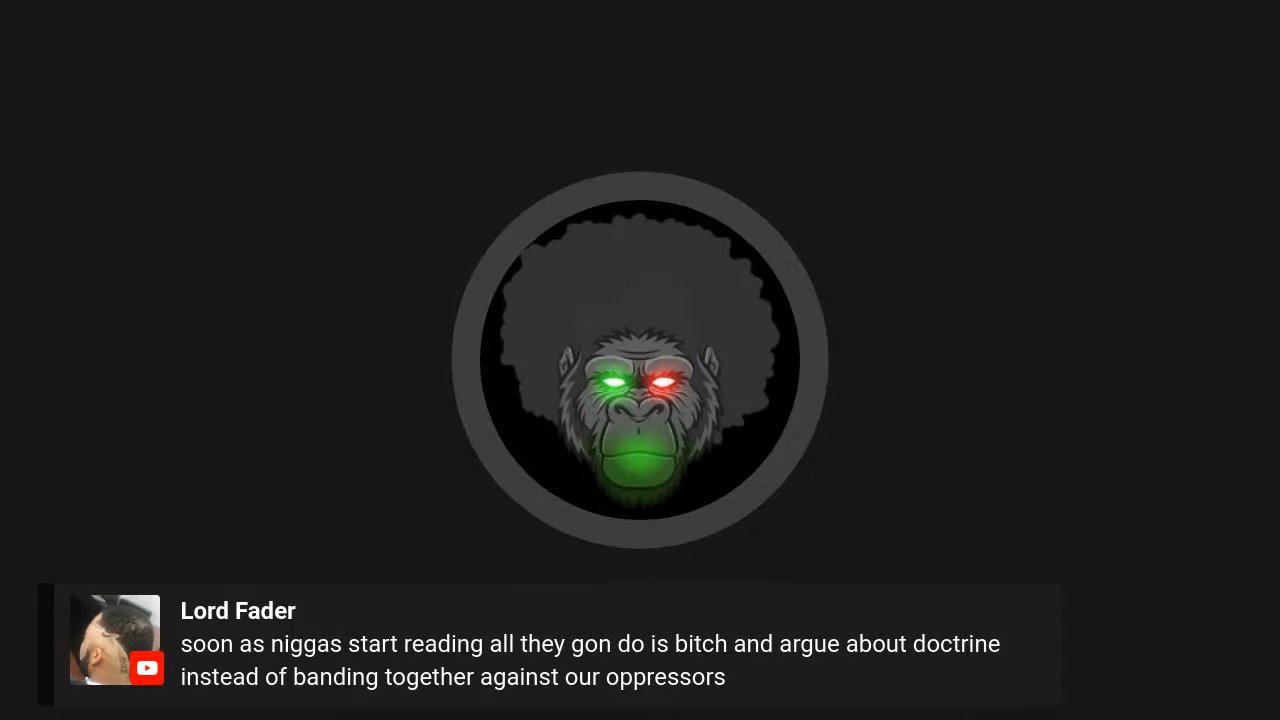 Lord Fader
soon as niggas start reading all they gon do is bitch and argue about doctrine
instead of banding together against our oppressors